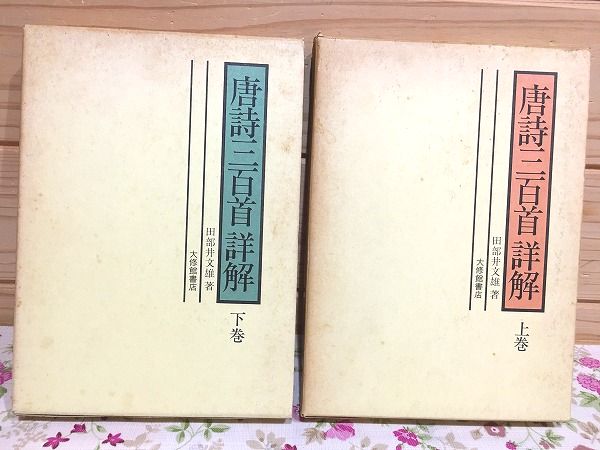 唐詩三百首 詳解
田部井文雄 著
大修館書店
下巻
唐詩三百首 詳解
田部井文雄 著
大修館書店
上巻